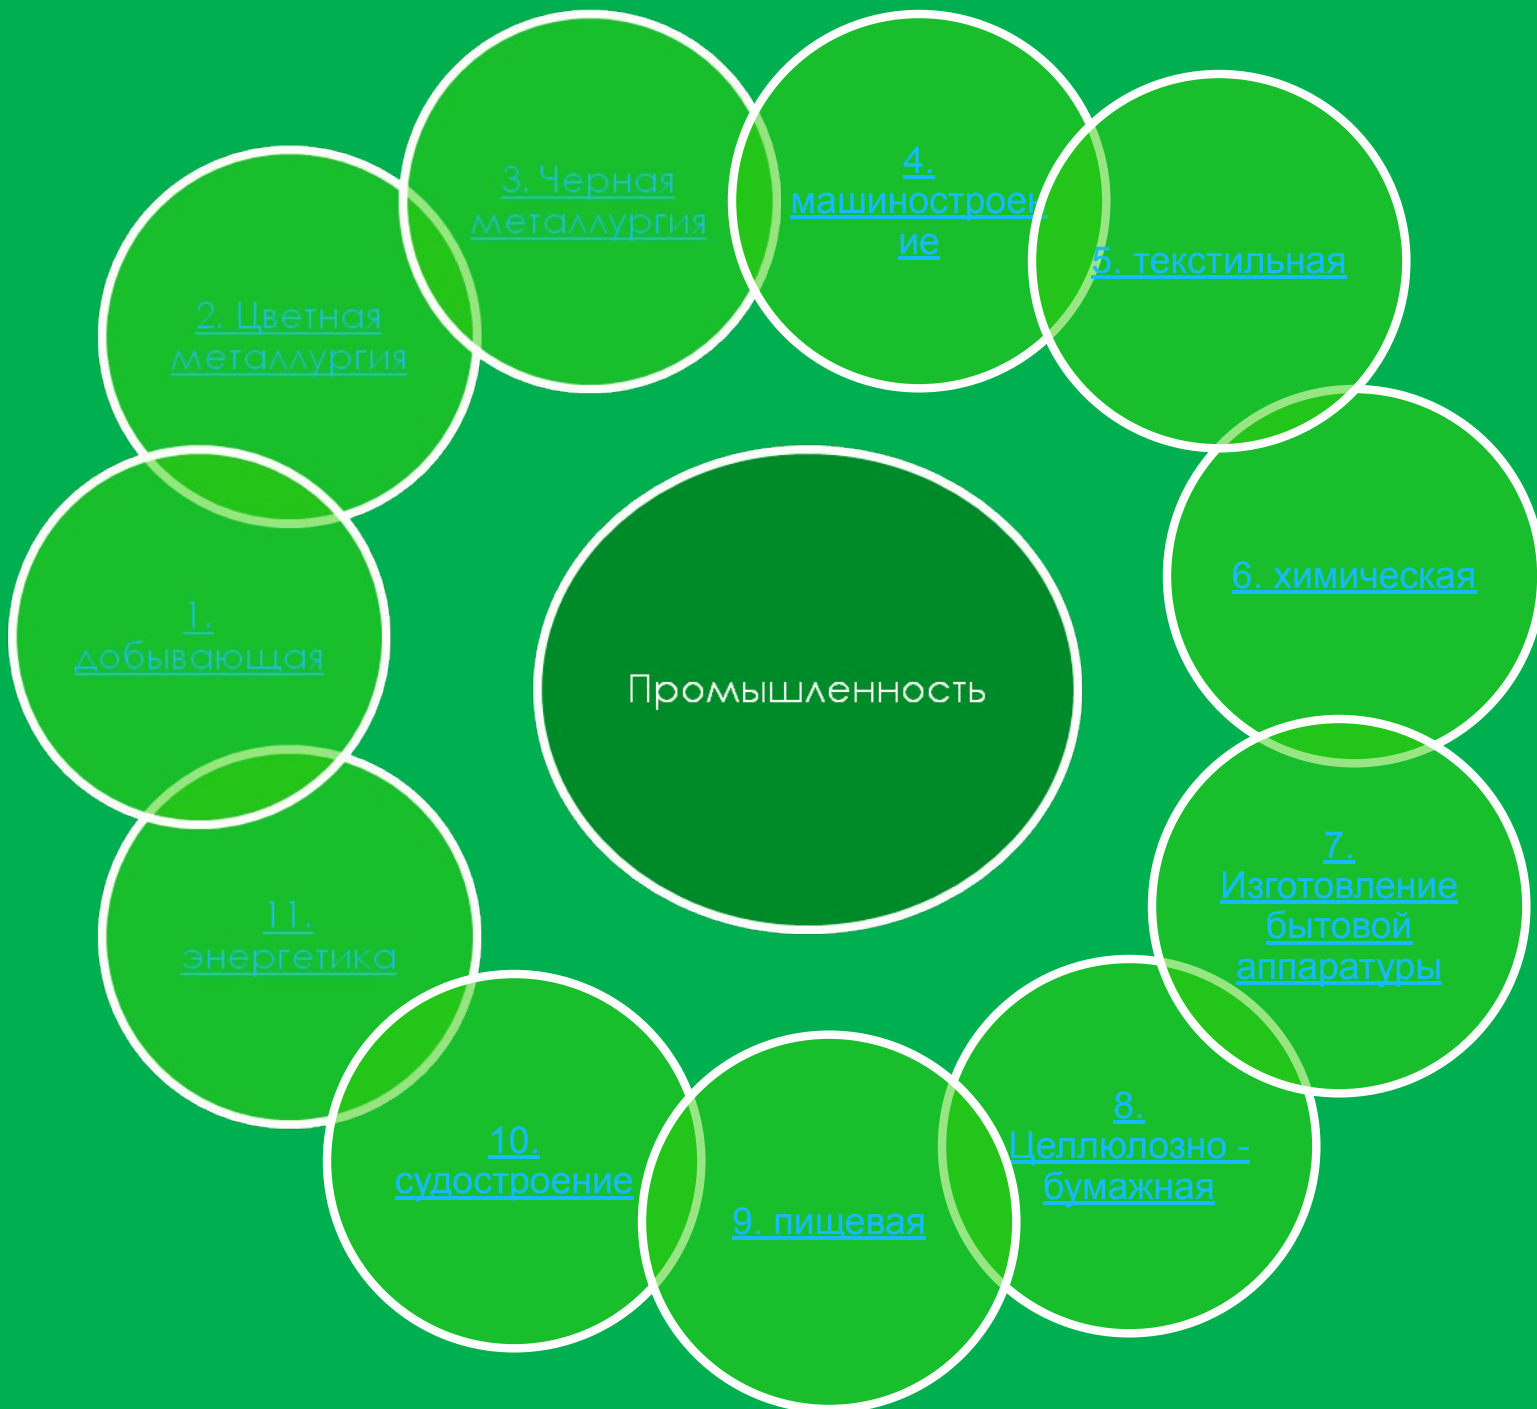 3. Черная
металлургия
4.
машиностроен
ие
5. текстильная
2. Цветная
металлургия
6. химическая
1.
добывающая
Промышленность
7.
Изготовление
бытовой
аппаратуры
11.
энергетика
8.
Целлюлозно -
бумажная
10.
судостроение
9. пищевая